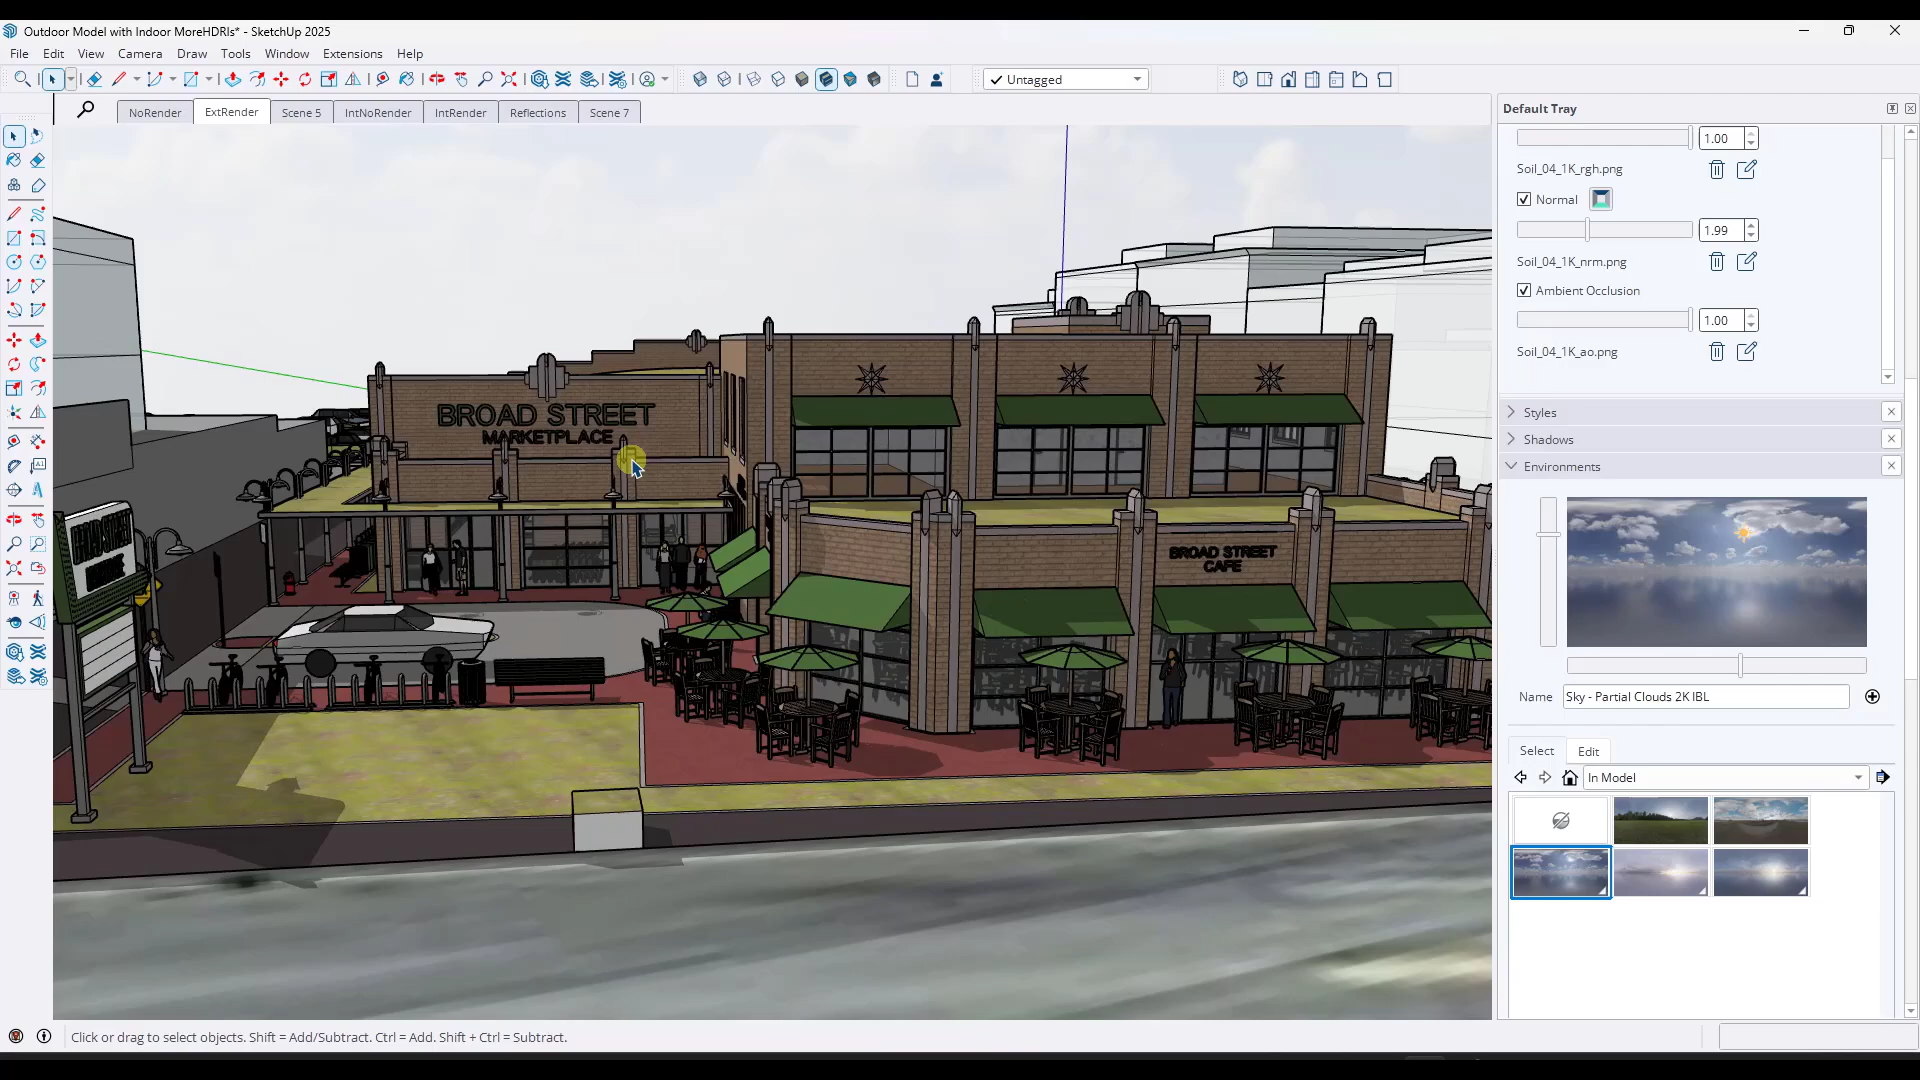 Outdoor Model with Indoor MoreHDRIs* - SketchUp 2025
File Edit View Camera Draw Tools Window Extensions Help
Untagged
NoRender ExtRender Scene 5 IntNoRender IntRender Reflections Scene 7
Default Tray
1.00
Soil_04_1K_rgh.png
Normal
1.99
Soil_04_1K_nrm.png
Ambient Occlusion
1.00
Soil_04_1K_ao.png
Styles
Shadows
Environments
Name Sky - Partial Clouds 2K IBL
Select Edit
In Model
BROAD STREET
MARKETPLACE
BROAD STREET
CAFE
Click or drag to select objects. Shift = Add/Subtract. Ctrl = Add. Shift + Ctrl = Subtract.